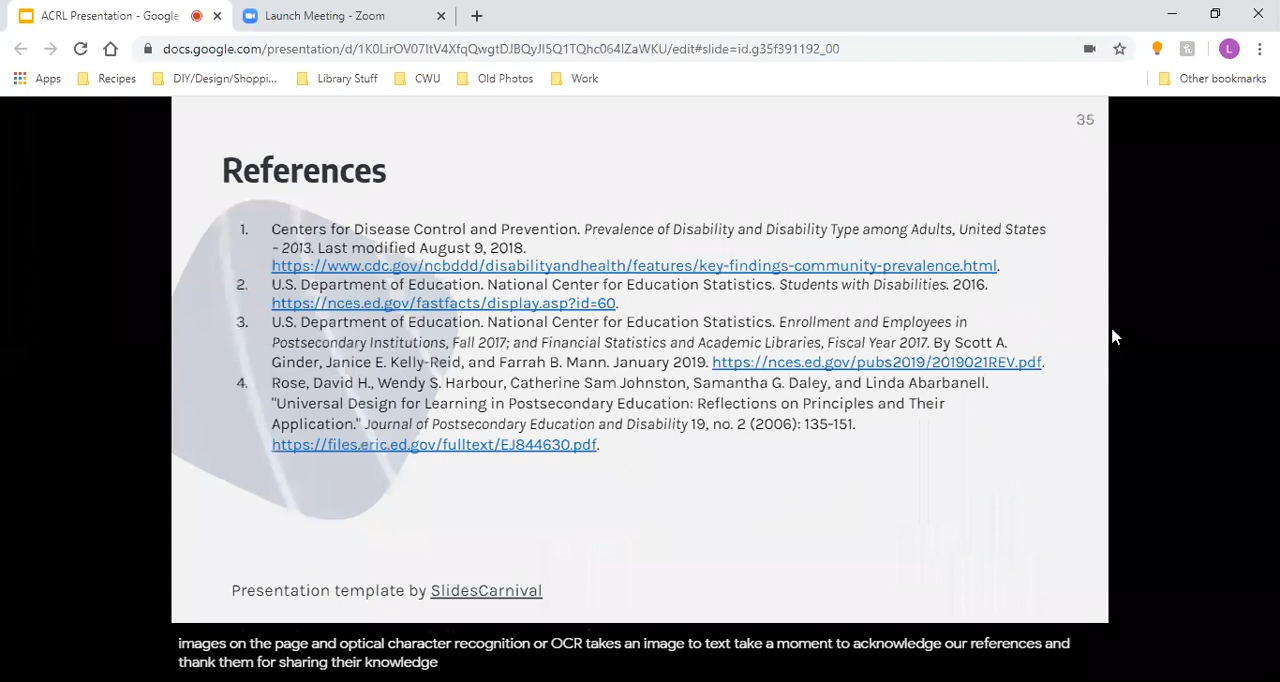 ACRL Presentation - Google
Launch Meeting - Zoom
docs.google.com/presentation/d/1K0LirOV07ltV4XfqQwgtDJBQyJI5Q1TQhc064lZaWKU/edit#slide=id.g35f391192_00
L
Apps Recipes DIY/Design/Shoppi... Library Stuff CWU Old Photos Work Other bookmarks
35
References
1. Centers for Disease Control and Prevention. Prevalence of Disability and Disability Type among Adults, United States
– 2013. Last modified August 9, 2018.
https://www.cdc.gov/ncbddd/disabilityandhealth/features/key-findings-community-prevalence.html.
2. U.S. Department of Education. National Center for Education Statistics. Students with Disabilities. 2016.
https://nces.ed.gov/fastfacts/display.asp?id=60.
3. U.S. Department of Education. National Center for Education Statistics. Enrollment and Employees in
Postsecondary Institutions, Fall 2017; and Financial Statistics and Academic Libraries, Fiscal Year 2017. By Scott A.
Ginder, Janice E. Kelly-Reid, and Farrah B. Mann. January 2019. https://nces.ed.gov/pubs2019/2019021REV.pdf.
4. Rose, David H., Wendy S. Harbour, Catherine Sam Johnston, Samantha G. Daley, and Linda Abarbanell.
"Universal Design for Learning in Postsecondary Education: Reflections on Principles and Their
Application." Journal of Postsecondary Education and Disability 19, no. 2 (2006): 135-151.
https://files.eric.ed.gov/fulltext/EJ844630.pdf.
Presentation template by SlidesCarnival
images on the page and optical character recognition or OCR takes an image to text take a moment to acknowledge our references and
thank them for sharing their knowledge